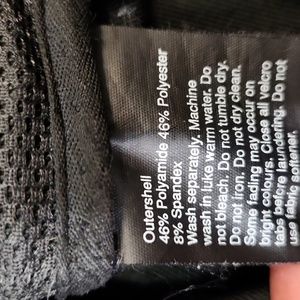 Outershell
46% Polyamide 46% Polyester
8% Spandex
Wash separately. Machine
wash in luke warm water. Do
not bleach. Do not tumble dry.
Do not iron. Do not dry clean.
Some fading may occur on
bright colours. Close all velcro
tabs before laundering. Do not
use fabric softener.